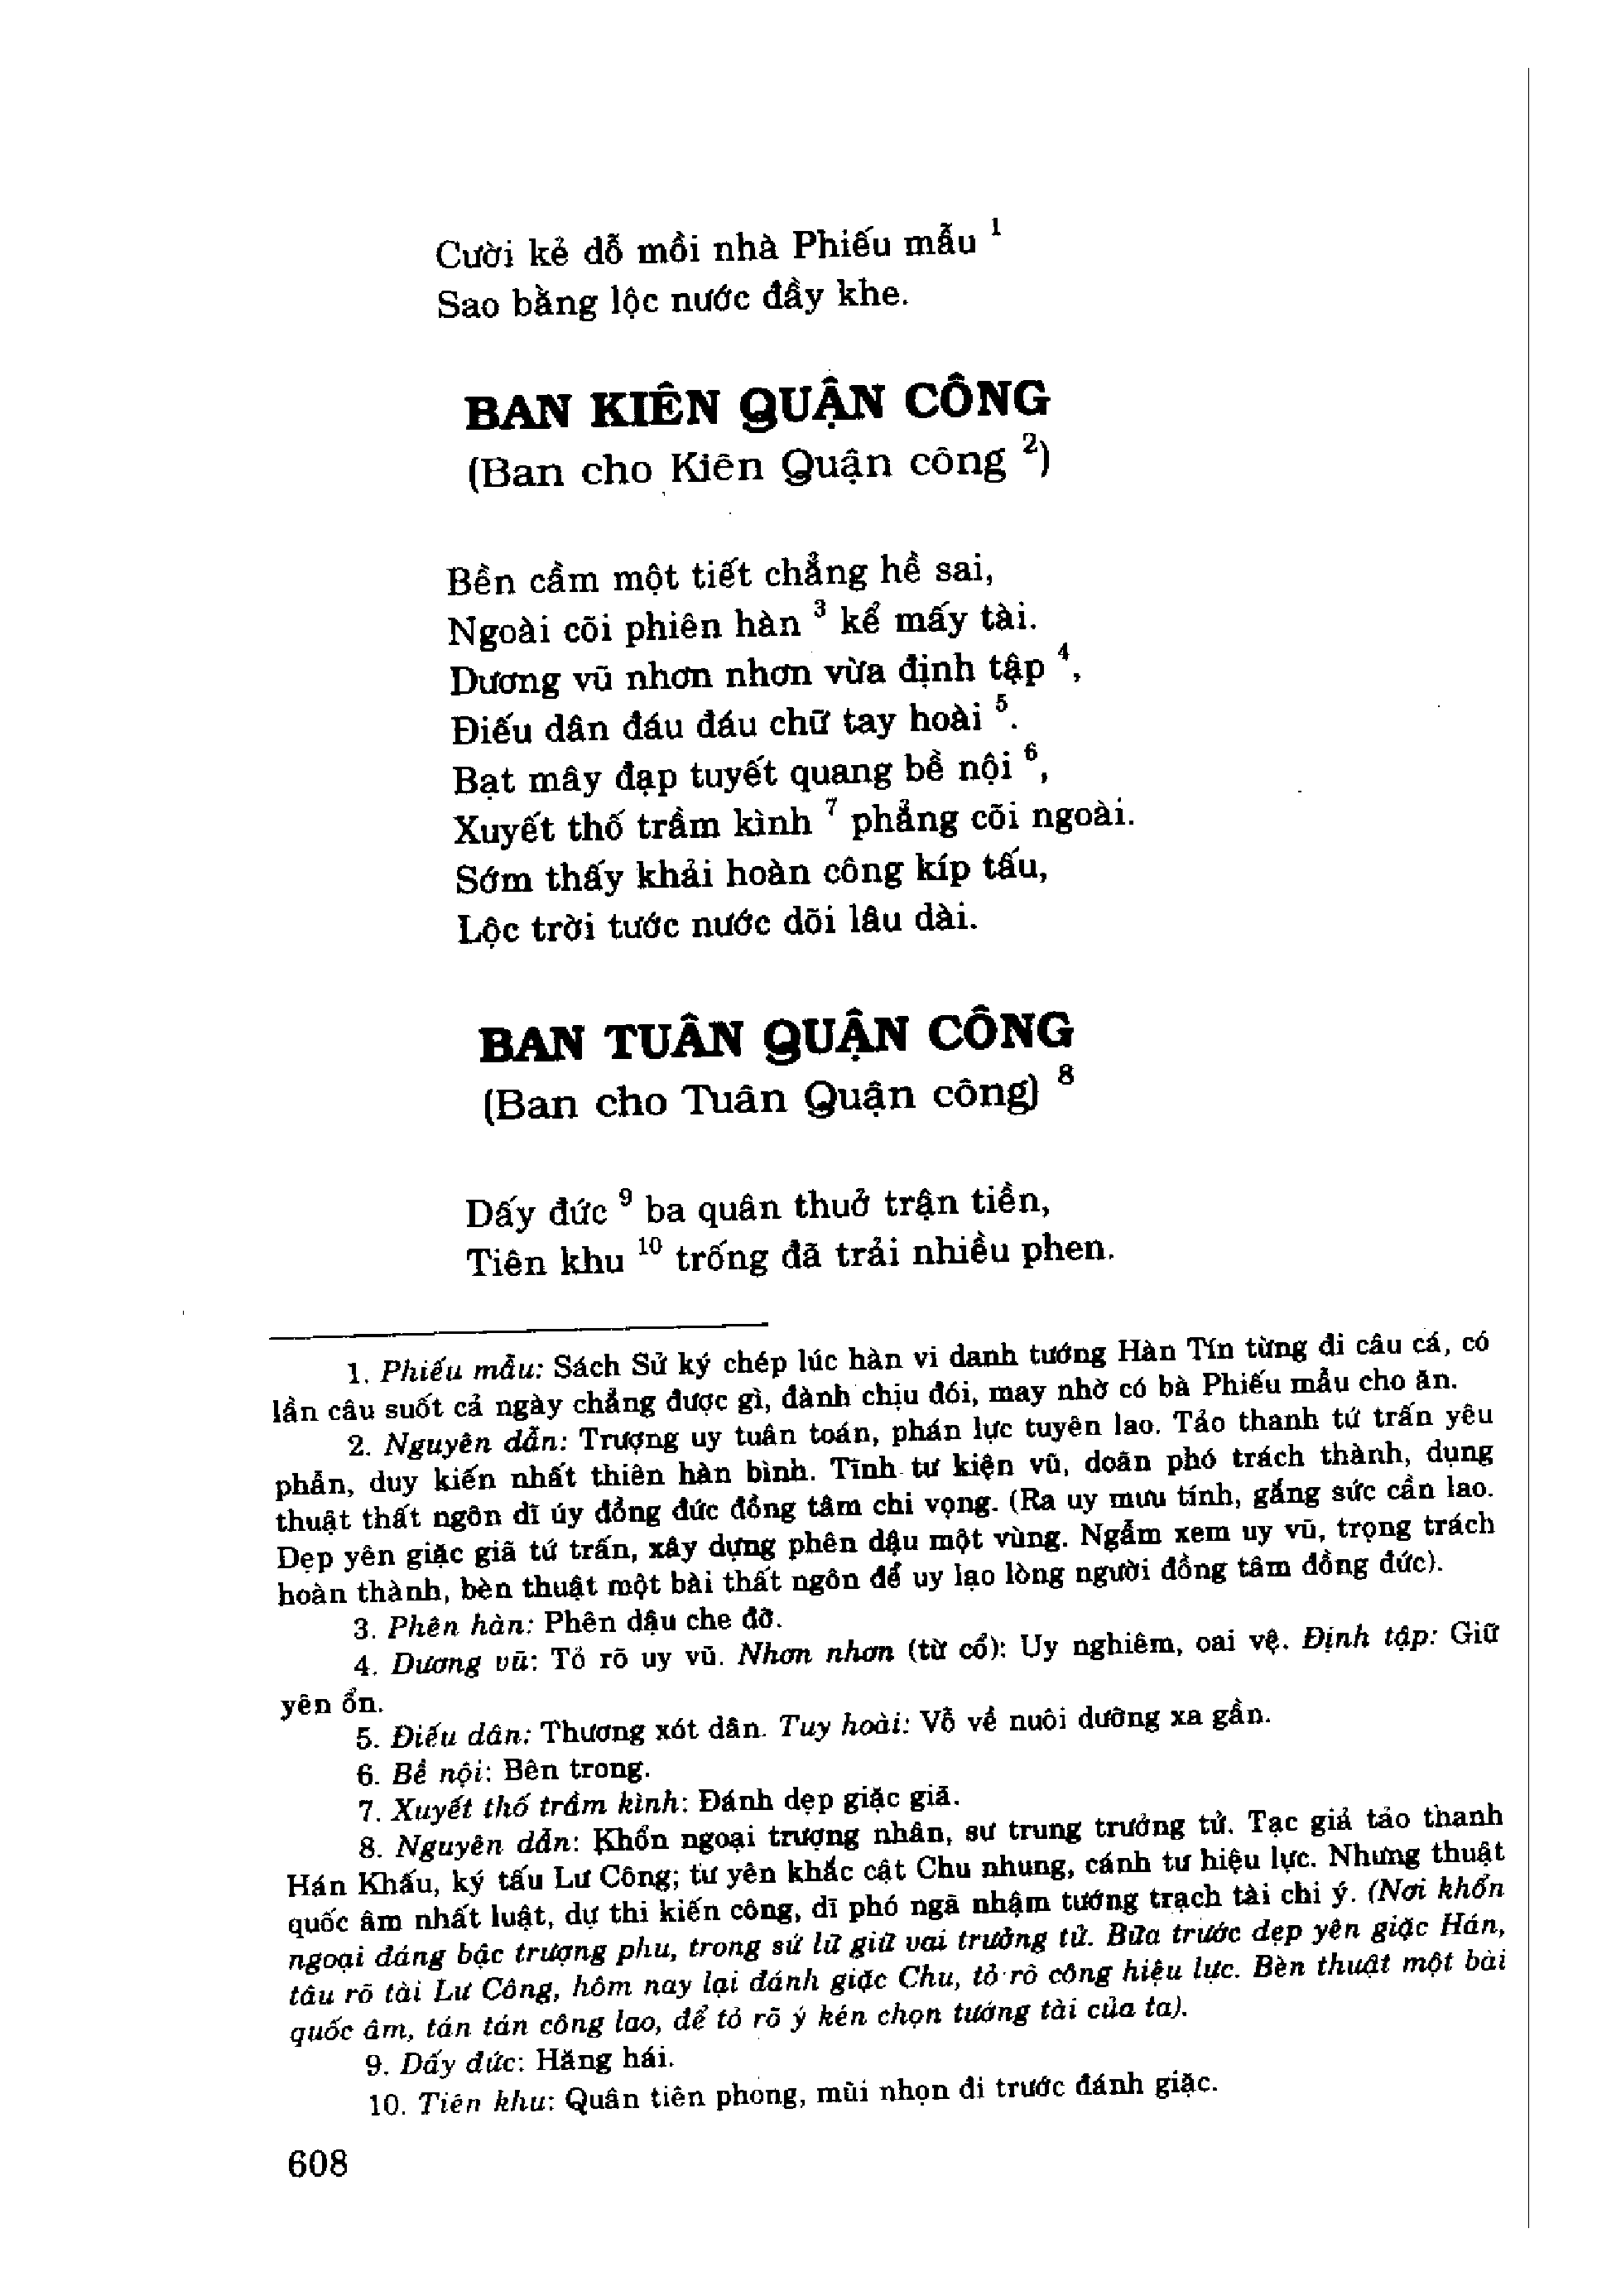 Cười kẻ dỗ mồi nhà Phiếu mẫu ¹
Sao bằng lộc nước đầy khe.
BAN KIÊN QUẬN CÔNG
(Ban cho Kiên Quận công ²)
Bền cầm một tiết chẳng hề sai,
Ngoài cõi phiên hàn ³ kể mấy tài.
Dương vũ nhơn nhơn vừa định tập ⁴,
Điếu dân đáu đáu chữ tay hoài ⁵.
Bạt mây đạp tuyết quang bề nội ⁶,
Xuyết thố trầm kình ⁷ phẳng cõi ngoài.
Sớm thấy khải hoàn công kíp tấu,
Lộc trời tước nước dõi lâu dài.
BAN TUÂN QUẬN CÔNG
(Ban cho Tuân Quận công) ⁸
Dấy đức ⁹ ba quân thuở trận tiền,
Tiên khu ¹⁰ trống đã trải nhiều phen.
1. Phiếu mẫu: Sách Sử ký chép lúc hàn vi danh tướng Hàn Tín từng đi câu cá, có
lần câu suốt cả ngày chẳng được gì, đành chịu đói, may nhờ có bà Phiếu mẫu cho ăn.
2. Nguyên dẫn: Trượng uy tuân toán, phán lực tuyên lao. Tảo thanh tứ trấn yêu
phẫn, duy kiến nhất thiên hàn bình. Tĩnh tư kiện vũ, doãn phó trách thành, dụng
thuật thất ngôn dĩ úy đồng đức đồng tâm chi vọng. (Ra uy mưu tính, gắng sức cần lao.
Dẹp yên giặc giã tứ trấn, xây dựng phên dậu một vùng. Ngẫm xem uy vũ, trọng trách
hoàn thành, bèn thuật một bài thất ngôn để uy lạo lòng người đồng tâm đồng đức).
3. Phên hàn: Phên dậu che đỡ.
4. Dương vũ: Tỏ rõ uy vũ. Nhơn nhơn (từ cổ): Uy nghiêm, oai vệ. Định tập: Giữ
yên ổn.
5. Điếu dân: Thương xót dân. Tuy hoài: Vỗ về nuôi dưỡng xa gần.
6. Bề nội: Bên trong.
7. Xuyết thố trầm kình: Đánh dẹp giặc giã.
8. Nguyên dẫn: Khổn ngoại trượng nhân, sư trung trưởng tử. Tạc giả tảo thanh
Hán Khấu, ký tấu Lư Công; tư yên khắc cật Chu nhung, cánh tư hiệu lực. Nhưng thuật
quốc âm nhất luật, dự thi kiến công, dĩ phó ngã nhậm tướng trạch tài chi ý. (Nơi khổn
ngoại đáng bậc trượng phu, trong sứ lữ giữ vai trưởng tử. Bữa trước dẹp yên giặc Hán,
tâu rõ tài Lư Công, hôm nay lại đánh giặc Chu, tỏ rõ công hiệu lực. Bèn thuật một bài
quốc âm, tán tán công lao, để tỏ rõ ý kén chọn tướng tài của ta).
9. Dấy đức: Hăng hái.
10. Tiên khu: Quân tiên phong, mũi nhọn đi trước đánh giặc.
608